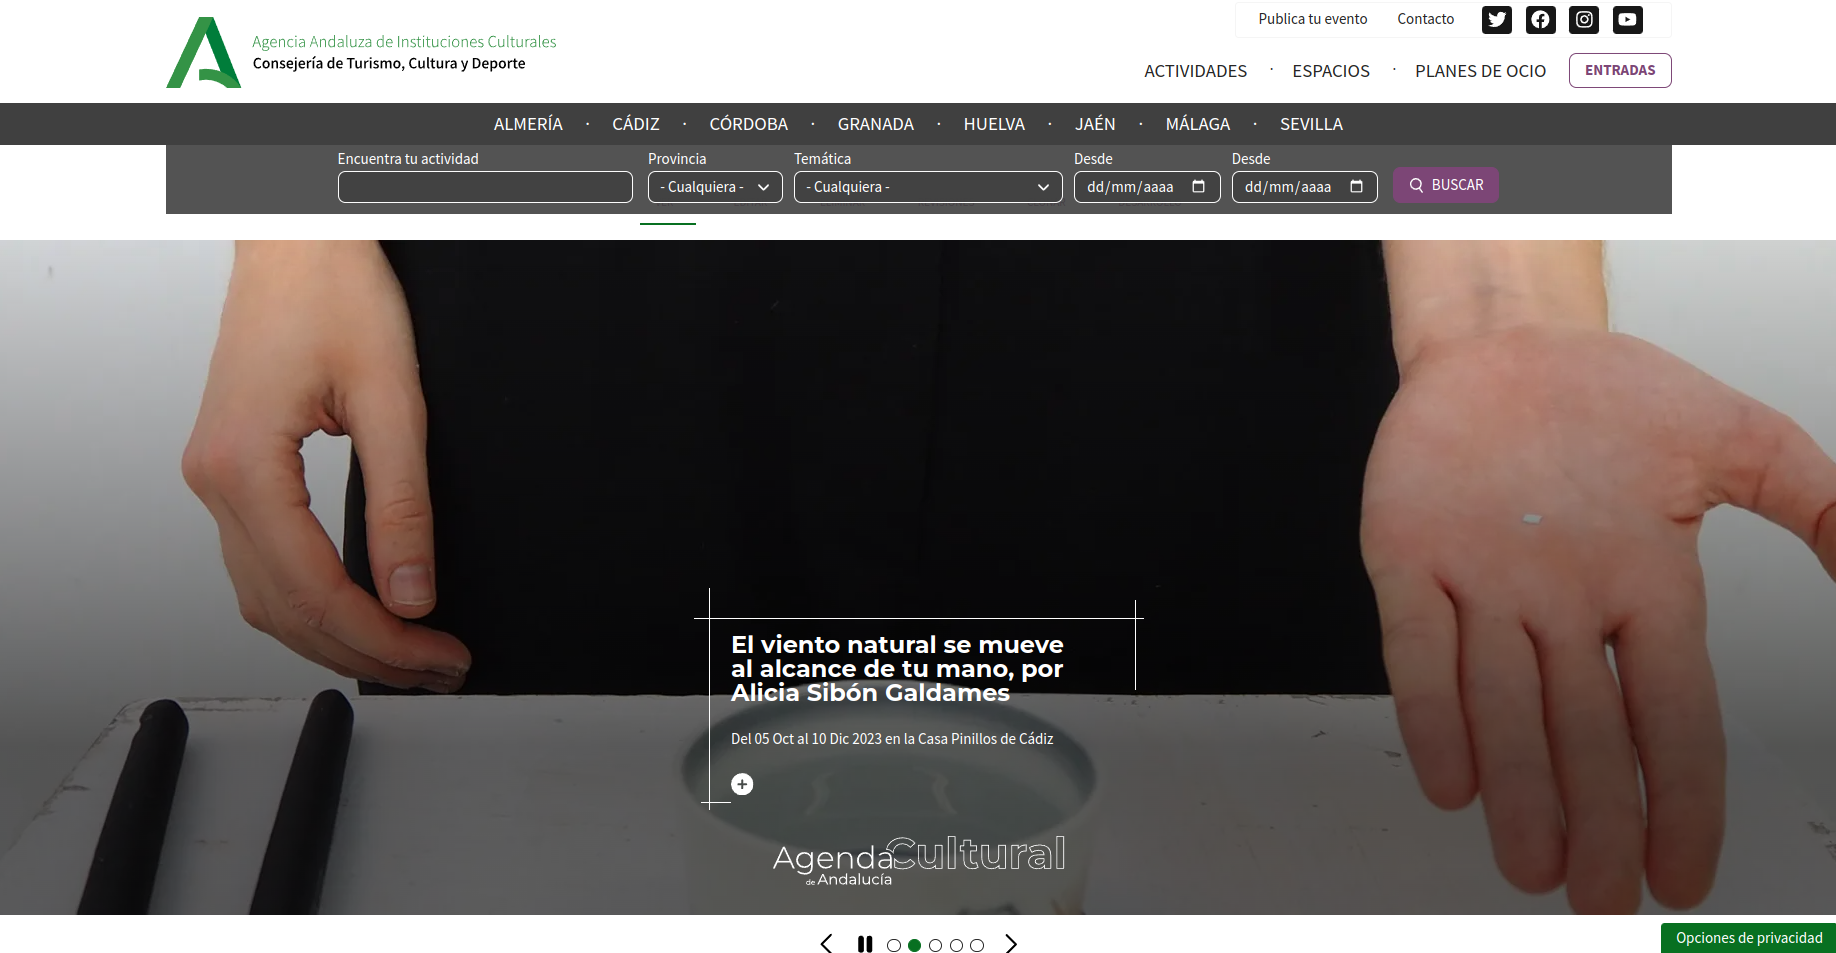 Publica tu evento Contacto
Agencia Andaluza de Instituciones Culturales
Consejería de Turismo, Cultura y Deporte
ACTIVIDADES · ESPACIOS · PLANES DE OCIO ENTRADAS
ALMERÍA · CÁDIZ · CÓRDOBA · GRANADA · HUELVA · JAÉN · MÁLAGA · SEVILLA
Encuentra tu actividad Provincia Temática Desde Desde
- Cualquiera - - Cualquiera - dd/mm/aaaa dd/mm/aaaa BUSCAR
El viento natural se mueve
al alcance de tu mano, por
Alicia Sibón Galdames
Del 05 Oct al 10 Dic 2023 en la Casa Pinillos de Cádiz
Agenda Cultural
de Andalucía
Opciones de privacidad